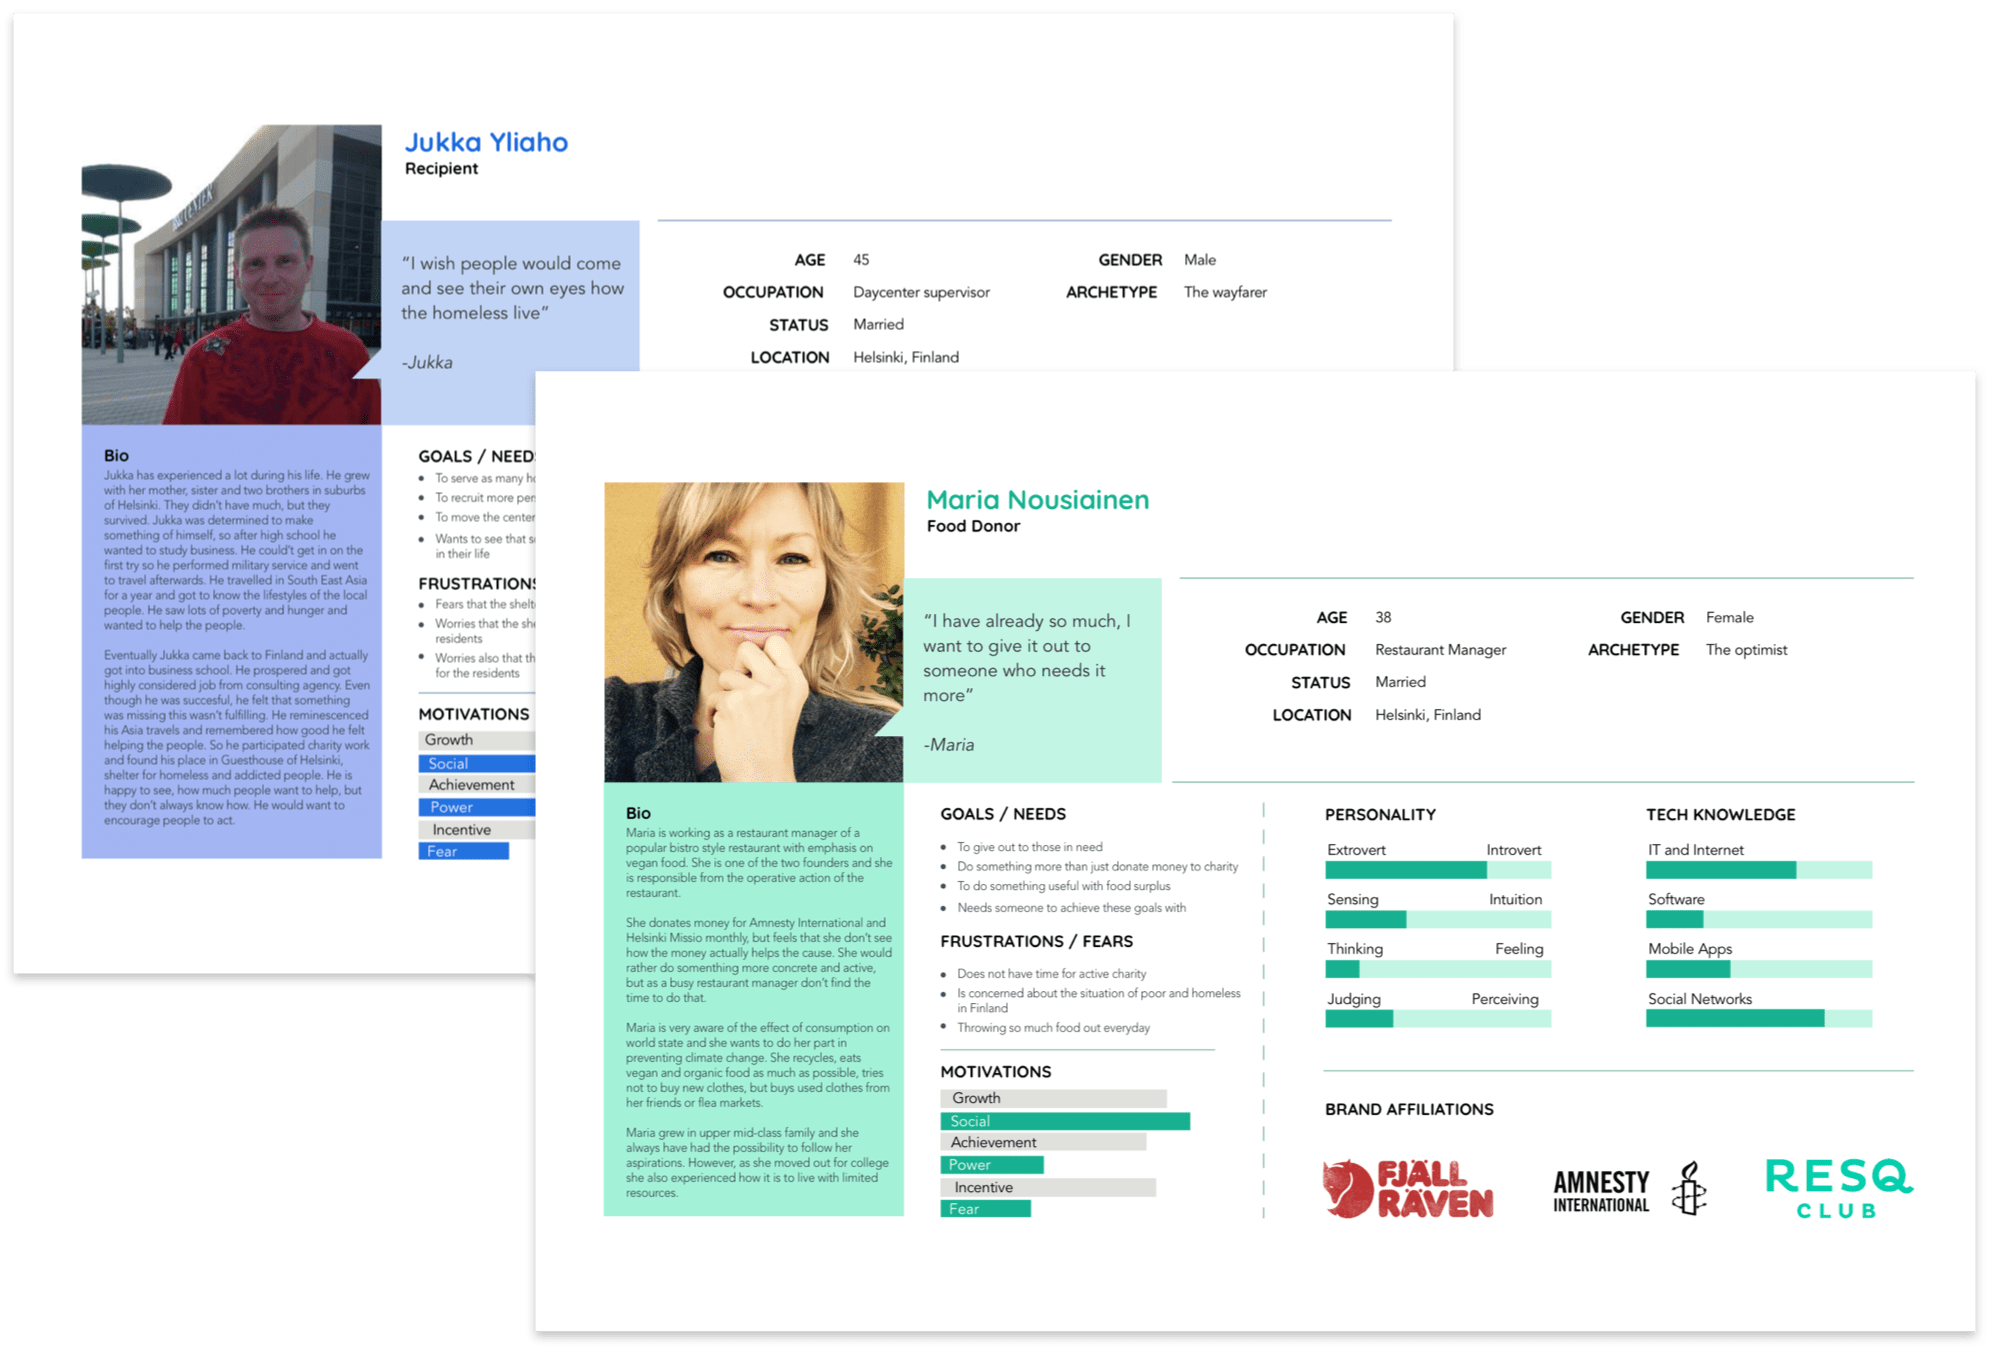 Jukka Yliaho
Recipient
“I wish people would come
and see their own eyes how
the homeless live”
-Jukka
AGE 45
OCCUPATION Daycenter supervisor
STATUS Married
LOCATION Helsinki, Finland
GENDER Male
ARCHETYPE The wayfarer
Bio
Jukka has experienced a lot during his life. He grew
with her mother, sister and two brothers in suburbs
of Helsinki. They didn’t have much, but they
survived. Jukka was determined to make
something of himself, so after high school he
wanted to study business. He could’t get in on the
first try so he performed military service and went
to travel afterwards. He travelled in South East Asia
for a year and got to know the lifestyles of the local
people. He saw lots of poverty and hunger and
wanted to help the people.
Eventually Jukka came back to Finland and actually
got into business school. He prospered and got
highly considered job from consulting agency. Even
though he was succesful, he felt that something
was missing this wasn’t fulfilling. He reminescenced
his Asia travels and remembered how good he felt
helping the people. So he participated charity work
and found his place in Guesthouse of Helsinki,
shelter for homeless and addicted people. He is
happy to see, how much people want to help, but
they don’t always know how. He would want to
encourage people to act.
GOALS / NEED
To serve as many
To recruit more
To move the center
Wants to see that
in their life
FRUSTRATIONS
Fears that the
Worries that the
residents
Worries also that
for the residents
MOTIVATIONS
Growth
Social
Achievement
Power
Incentive
Fear
Maria Nousiainen
Food Donor
“I have already so much, I
want to give it out to
someone who needs it
more”
-Maria
AGE 38
OCCUPATION Restaurant Manager
STATUS Married
LOCATION Helsinki, Finland
GENDER Female
ARCHETYPE The optimist
Bio
Maria is working as a restaurant manager of a
popular bistro style restaurant with emphasis on
vegan food. She is one of the two founders and she
is responsible from the operative action of the
restaurant.
She donates money for Amnesty International and
Helsinki Missio monthly, but feels that she don’t see
how the money actually helps the cause. She would
rather do somenthing more concrete and active,
but as a busy restaurant manager don’t find the
time to do that.
Maria is very aware of the effect of consumption on
world state and she wants to do her part in
preventing climate change. She recycles, eats
vegan and organic food as much as possible, tries
not to buy new clothes, but buys used clothes from
her friends or flea markets.
Maria grew in upper mid-class family and she
always have had the possibility to follow her
aspirations. However, as she moved out for college
she also experienced how it is to live with limited
resources.
GOALS / NEEDS
To give out to those in need
Do something more than just donate money to charity
To do something useful with food surplus
Needs someone to achieve these goals with
FRUSTRATIONS / FEARS
Does not have time for active charity
Is concerned about the situation of poor and homeless
in Finland
Throwing so much food out everyday
MOTIVATIONS
Growth
Social
Achievement
Power
Incentive
Fear
PERSONALITY
Extrovert Introvert
Sensing Intuition
Thinking Feeling
Judging Perceiving
TECH KNOWLEDGE
IT and Internet
Software
Mobile Apps
Social Networks
BRAND AFFILIATIONS
FJÄLL
RÄVEN
AMNESTY
INTERNATIONAL
RESQ
CLUB